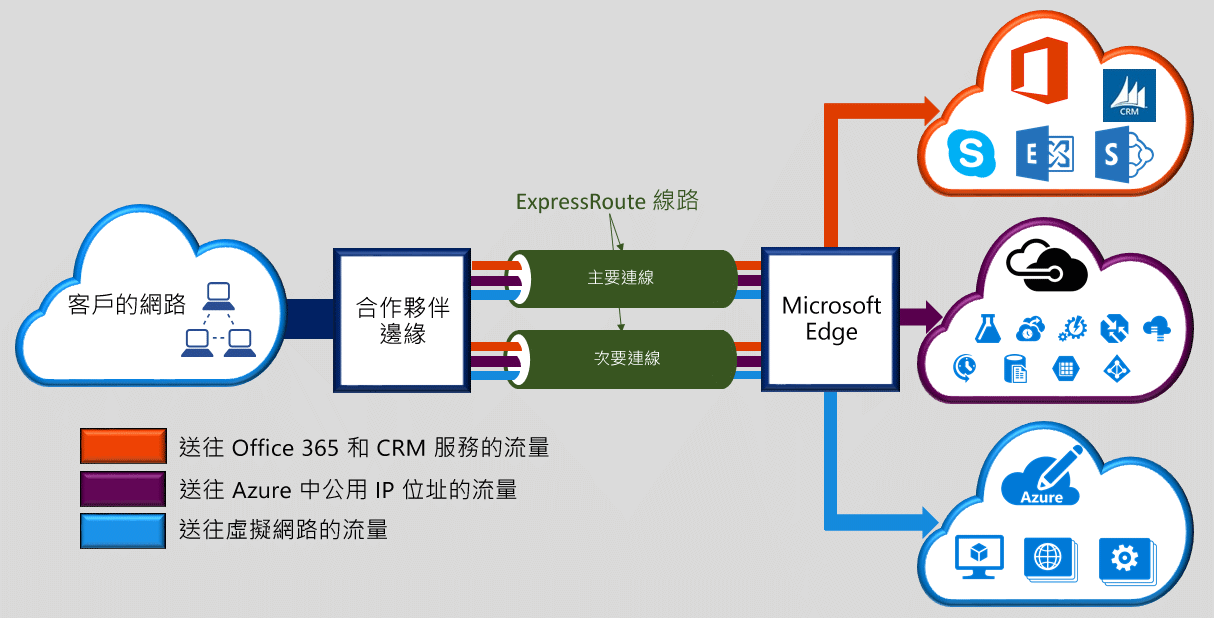 CRM
S
E
S
ExpressRoute 線路
主要連線
客戶的網路
合作夥伴
邊緣
Microsoft
Edge
次要連線
送往 Office 365 和 CRM 服務的流量
送往 Azure 中公用 IP 位址的流量
送往虛擬網路的流量
Azure